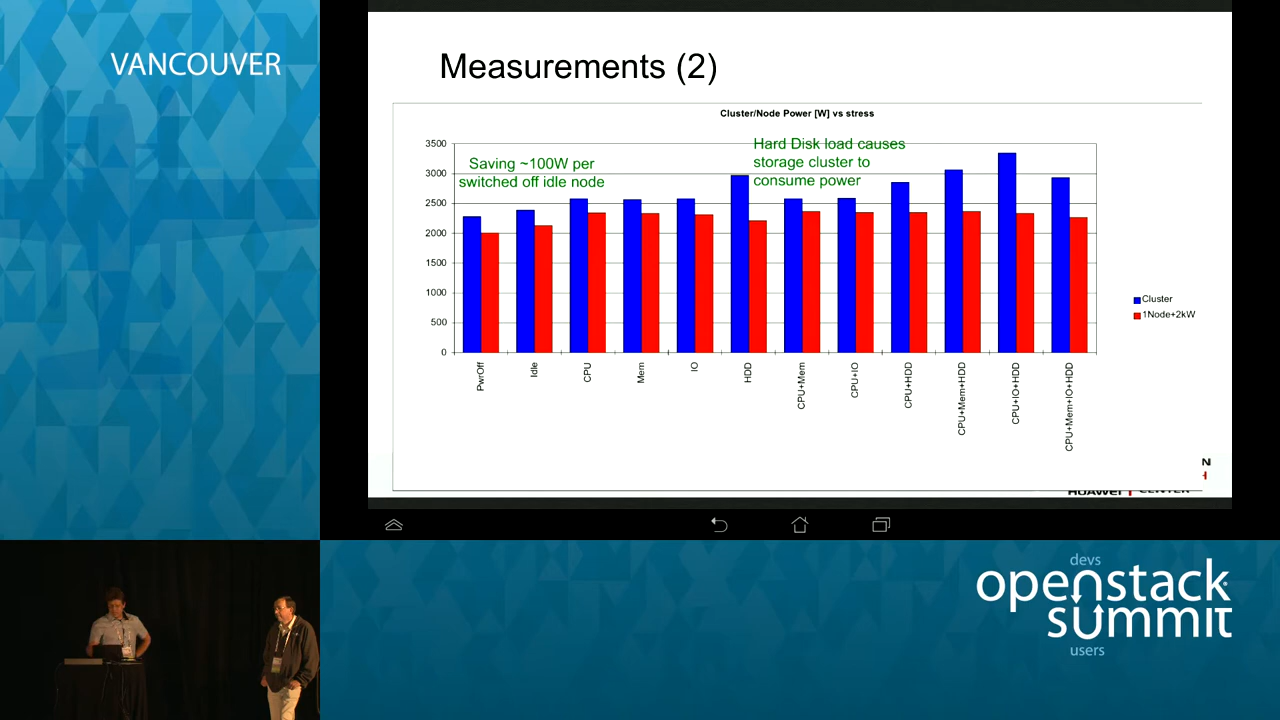 VANCOUVER
Measurements (2)
Cluster/Node Power [W] vs stress
Saving ~100W per
switched off idle node
Hard Disk load causes
storage cluster to
consume power
3500
3000
2500
2000
1500
1000
500
0
PwrOff
Idle
CPU
Mem
IO
HDD
CPU+Mem
CPU+IO
CPU+HDD
CPU+Mem+HDD
CPU+IO+HDD
CPU+Mem+IO+HDD
Cluster
1Node+2kW
N
H
HUAWEI
CENTER
devs
openstack
summit
users